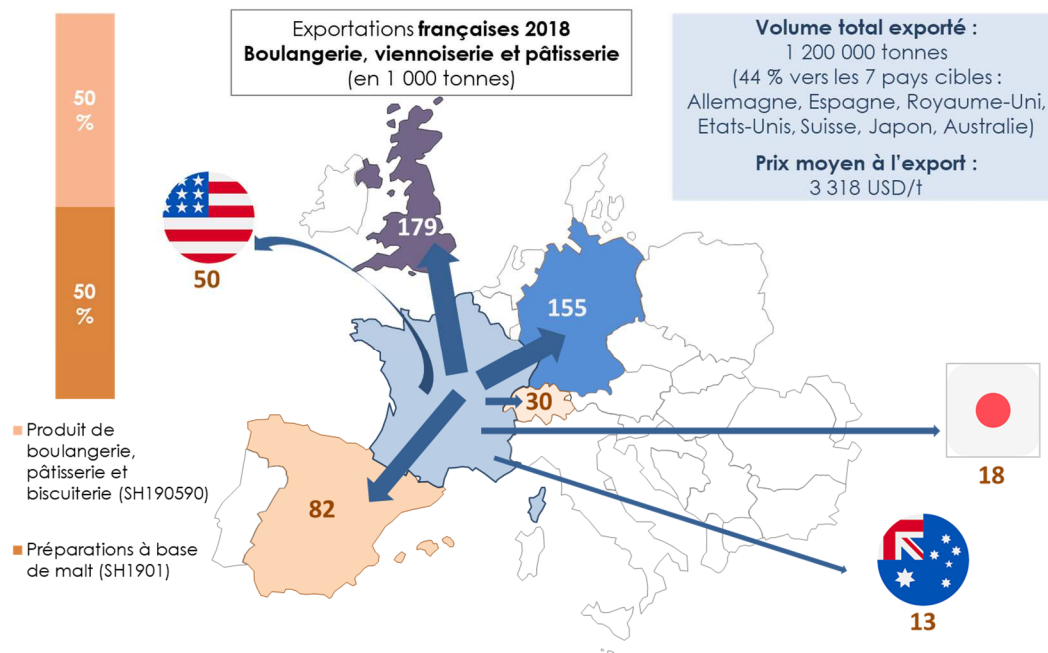 Exportations françaises 2018
Boulangerie, viennoiserie et pâtisserie
(en 1 000 tonnes)
Volume total exporté :
1 200 000 tonnes
(44 % vers les 7 pays cibles :
Allemagne, Espagne, Royaume-Uni,
Etats-Unis, Suisse, Japon, Australie)
Prix moyen à l'export :
3 318 USD/t
50
%
50
%
179
50
155
30
18
82
13
Produit de
boulangerie,
pâtisserie et
biscuiterie (SH190590)
Préparations à base
de malt (SH1901)